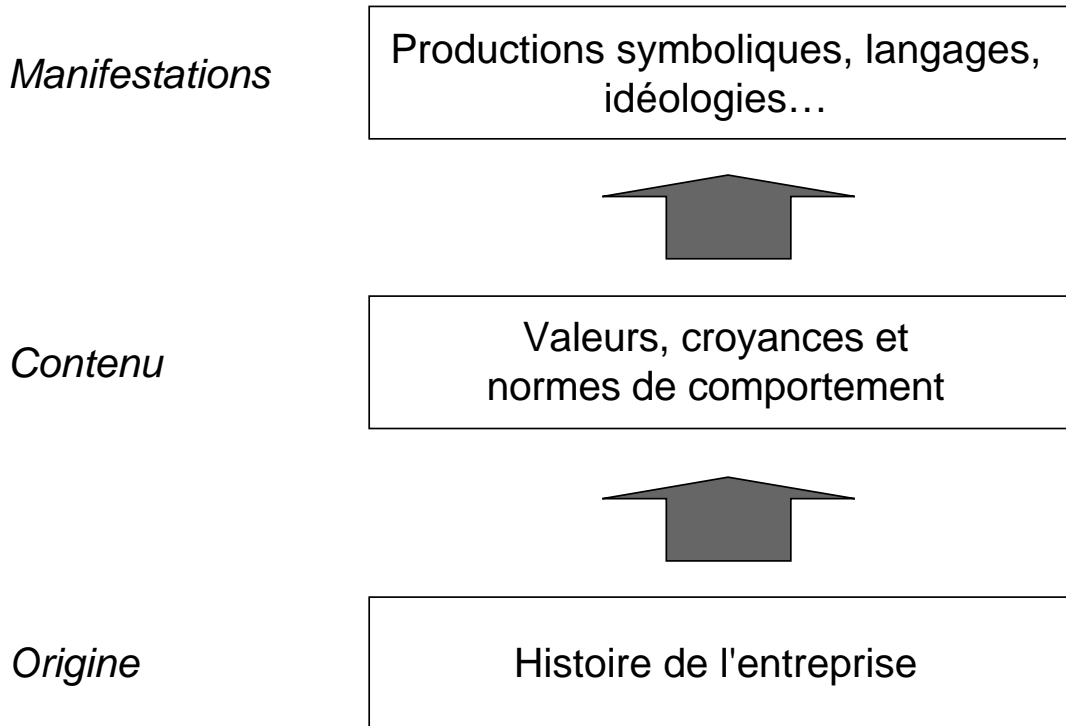 Manifestations
Productions symboliques, langages,
idéologies…
Contenu
Valeurs, croyances et
normes de comportement
Origine
Histoire de l'entreprise